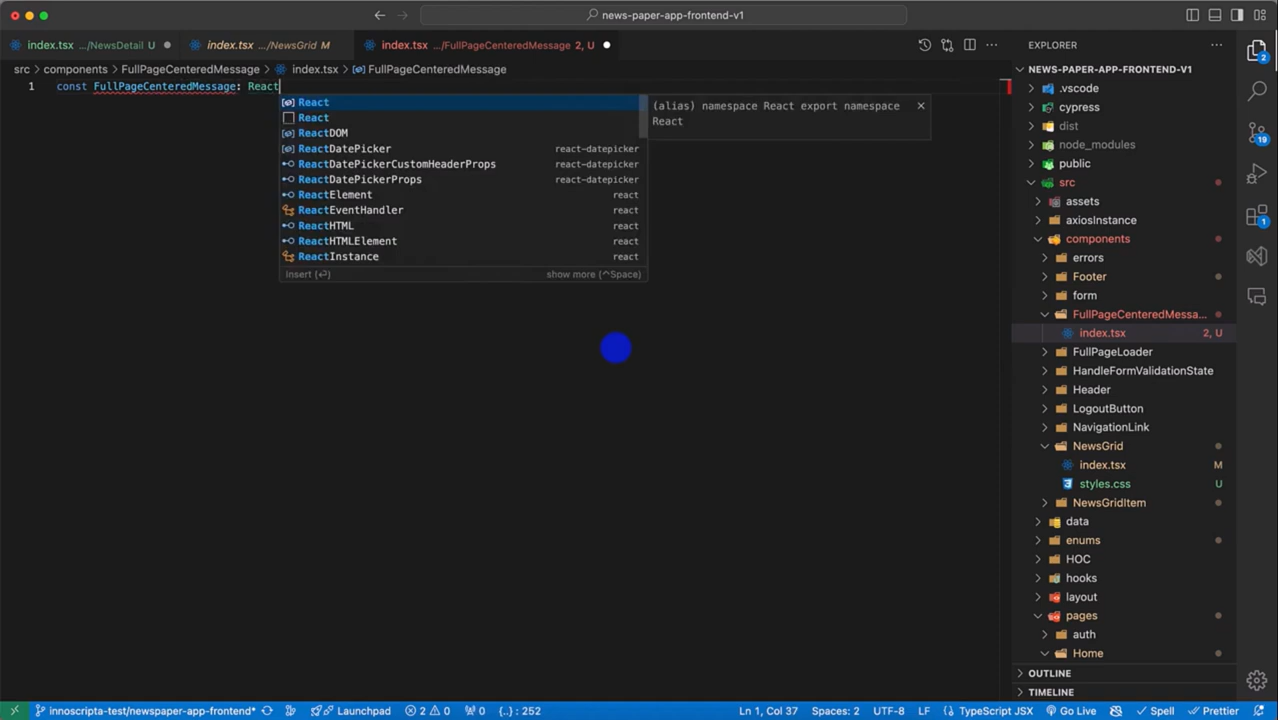 news-paper-app-frontend-v1
index.tsx .../NewsDetail U
index.tsx .../NewsGrid M
index.tsx .../FullPageCenteredMessage 2, U
src > components > FullPageCenteredMessage > index.tsx > FullPageCenteredMessage
1 const FullPageCenteredMessage: React
React
React
ReactDOM
ReactDatePicker react-datepicker
ReactDatePickerCustomHeaderProps react-datepicker
ReactDatePickerProps react-datepicker
ReactElement react
ReactEventHandler react
ReactHTML react
ReactHTMLElement react
ReactInstance react
insert (⏎) show more (^Space)
(alias) namespace React export namespace
React
EXPLORER
NEWS-PAPER-APP-FRONTEND-V1
.vscode
cypress
dist
node_modules
public
src
assets
axiosInstance
components
errors
Footer
form
FullPageCenteredMessa...
index.tsx 2, U
FullPageLoader
HandleFormValidationState
Header
LogoutButton
NavigationLink
NewsGrid
index.tsx M
styles.css U
NewsGridItem
data
enums
HOC
hooks
layout
pages
auth
Home
OUTLINE
TIMELINE
2
19
1
innoscripta-test/newspaper-app-frontend* Launchpad 2 0 0 {..} : 252 Ln 1, Col 37 Spaces: 2 UTF-8 LF TypeScript JSX Go Live Spell Prettier